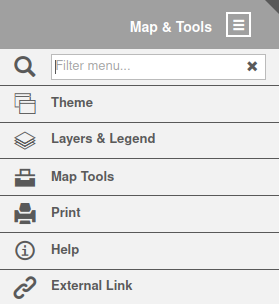 Map & Tools
Filter menu...
Theme
Layers & Legend
Map Tools
Print
Help
External Link